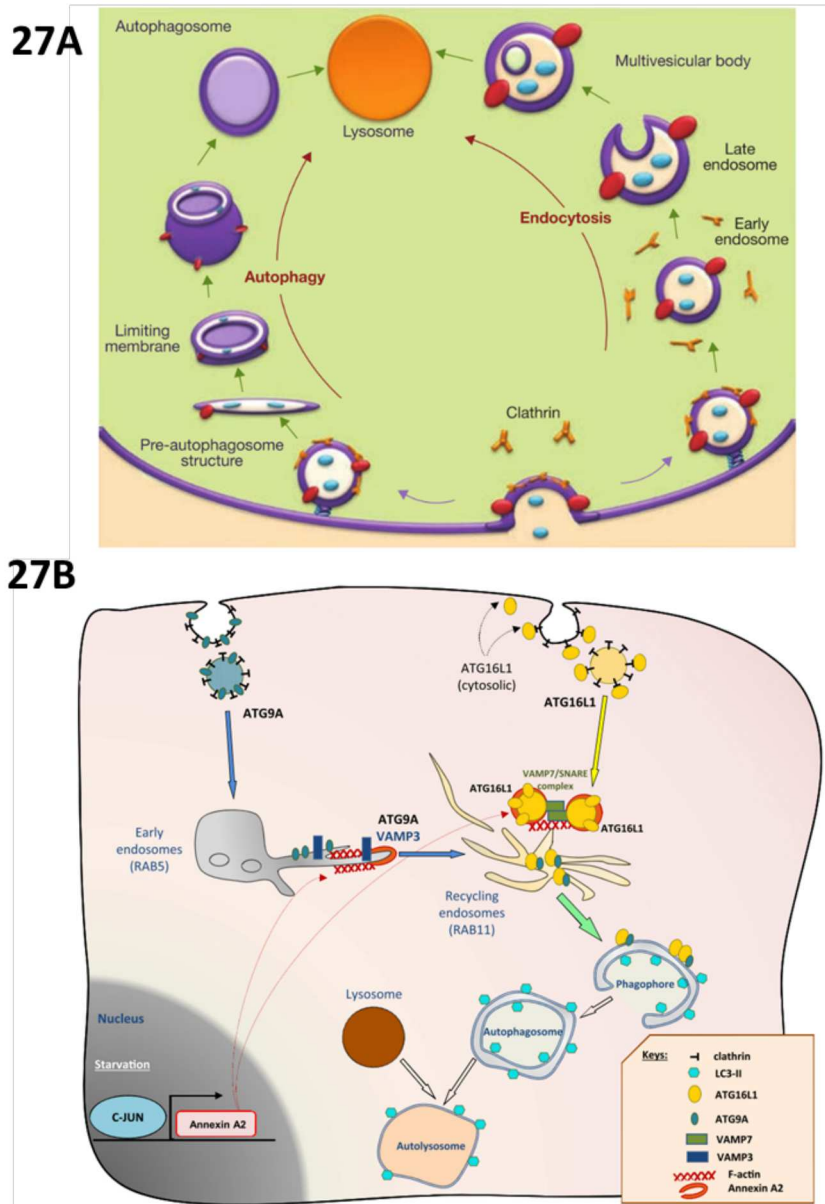 27A
Autophagosome
Lysosome
Multivesicular body
Late
endosome
Early
endosome
Endocytosis
Autophagy
Limiting
membrane
Clathrin
Pre-autophagosome
structure
27B
ATG9A
ATG16L1
(cytosolic)
ATG16L1
VAMP7/SNARE
complex
ATG16L1
ATG16L1
Early
endosomes
(RAB5)
ATG9A
VAMP3
Recycling
endosomes
(RAB11)
Phagophore
Lysosome
Autophagosome
Autolysosome
Nucleus
Starvation
C-JUN
Annexin A2
Keys:
clathrin
LC3-II
ATG16L1
ATG9A
VAMP7
VAMP3
F-actin
Annexin A2